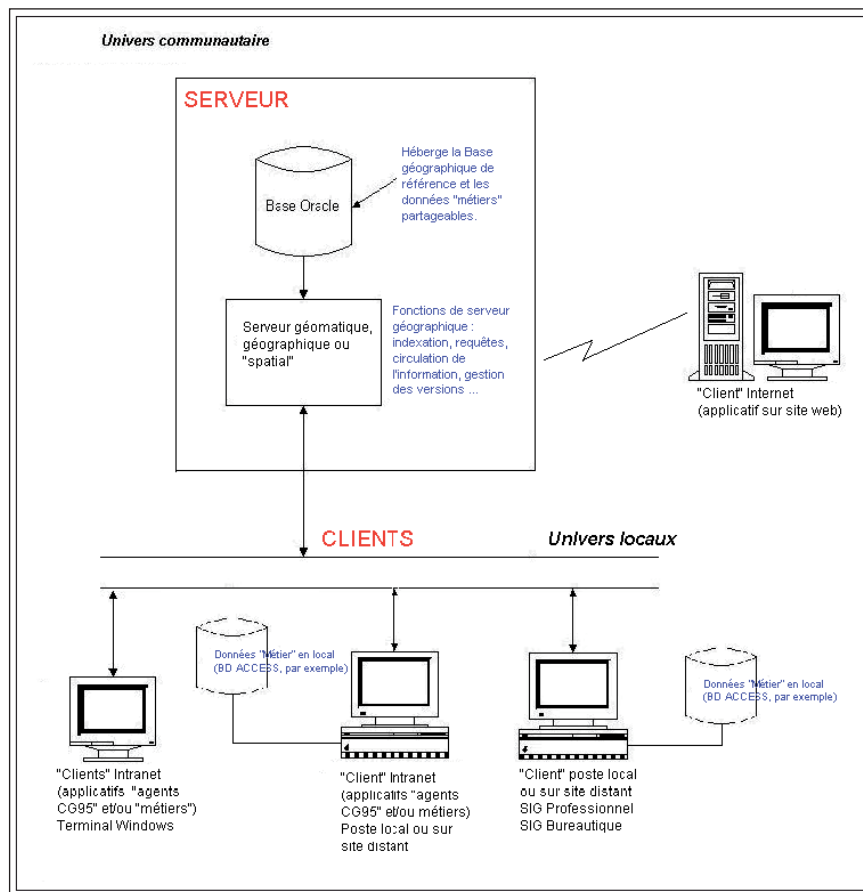 Univers communautaire
SERVEUR
Base Oracle
Héberge la Base
géographique de
référence et les
données "métiers"
partageables.
Serveur géomatique,
géographique ou
"spatial"
Fonctions de serveur
géographique :
indexation, requêtes,
circulation de
l'information, gestion
des versions ...
"Client" Internet
(applicatif sur site web)
CLIENTS
Univers locaux
Données "Métier" en local
(BD ACCESS, par exemple)
Données "Métier" en local
(BD ACCESS, par exemple)
"Clients" Intranet
(applicatifs "agents
CG95" et/ou "métiers")
Terminal Windows
"Client" Intranet
(applicatifs "agents
CG95" et/ou métiers)
Poste local ou sur
site distant
"Client" poste local
ou sur site distant
SIG Professionnel
SIG Bureautique